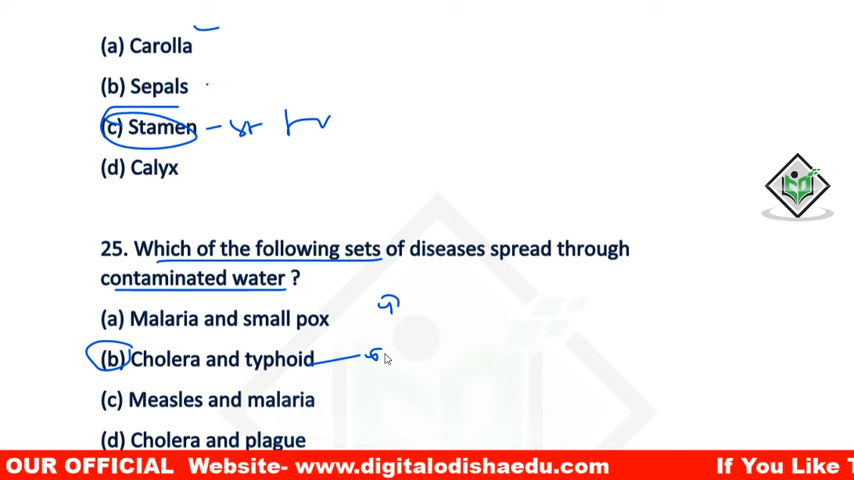 (a) Carolla
(b) Sepals
(c) Stamen
(d) Calyx
25. Which of the following sets of diseases spread through
contaminated water ?
(a) Malaria and small pox
(b) Cholera and typhoid
(c) Measles and malaria
(d) Cholera and plague
OUR OFFICIAL Website- www.digitalodishaedu.com If You Like T